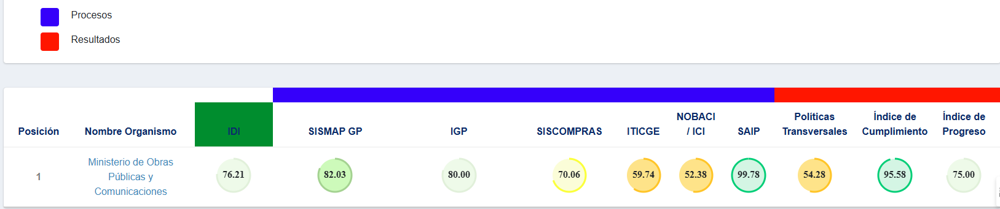 Procesos
Resultados
Posición
Nombre Organismo
IDI
SISMAP GP
IGP
SISCOMPRAS
ITICGE
NOBACI
/ ICI
SAIP
Políticas
Transversales
Índice de
Cumplimiento
Índice de
Progreso
1
Ministerio de Obras
Públicas y
Comunicaciones
76.21
82.03
80.00
70.06
59.74
52.38
99.78
54.28
95.58
75.00